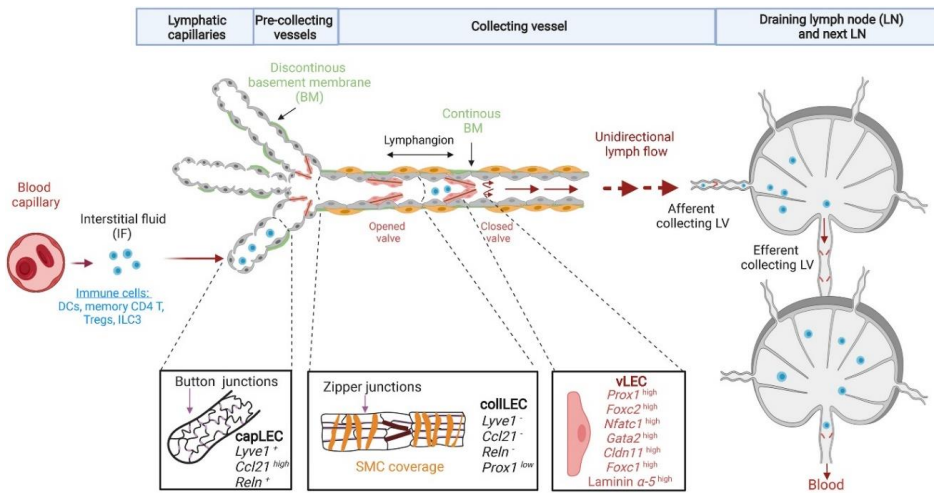 Lymphatic
capillaries
Pre-collecting
vessels
Collecting vessel
Draining lymph node (LN)
and next LN
Discontinous
basement membrane
(BM)
Continous
BM
Lymphangion
Unidirectional
lymph flow
Blood
capillary
Interstitial fluid
(IF)
Immune cells:
DCs, memory CD4 T,
Tregs, ILC3
Opened
valve
Closed
valve
Afferent
collecting LV
Efferent
collecting LV
Button junctions
capLEC
Lyve1 +
Ccl21 high
Reln +
Zipper junctions
SMC coverage
collLEC
Lyve1 -
Ccl21 -
Reln -
Prox1 low
vLEC
Prox1 high
Foxc2 high
Nfatc1 high
Gata2 high
Cldn11 high
Foxc1 high
Laminin α-5 high
Blood